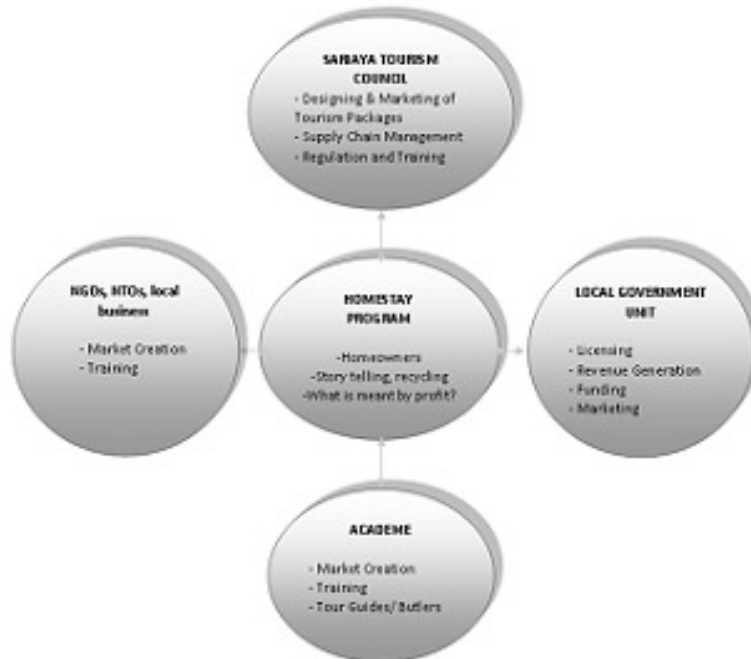 SARIAYA TOURISM
COUNCIL
- Designing & Marketing of
Tourism Packages
- Supply Chain Management
- Regulation and Training
NGOs, NTOs, local
business
- Market Creation
- Training
HOMESTAY
PROGRAM
-Homeowners
-Story telling, recycling
-What is meant by profit?
LOCAL GOVERNMENT
UNIT
- Licensing
- Revenue Generation
- Funding
- Marketing
ACADEME
- Market Creation
- Training
- Tour Guides/ Butlers